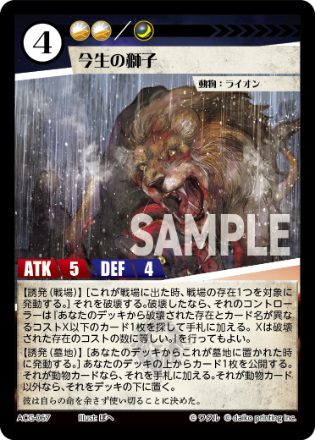 4
今生の獅子
動物：ライオン
SAMPLE
ATK 5 DEF 4
【誘発（戦場）】［これが戦場に出た時、戦場の存在1つを対象に
発動する。］それを破壊する。破壊したなら、それのコントロー
ラーは『あなたのデッキから破壊された存在とカード名が異な
るコストX以下のカード1枚を探して手札に加える。Xは破壊さ
れた存在のコストの数に等しい。』を行ってもよい。
【誘発（墓地）】［あなたのデッキからこれが墓地に置かれた時に
発動する。］あなたのデッキの上からカード1枚を公開する。
それが動物カードなら、それを手札に加える。それが動物カード
以外なら、それをデッキの下に置く。
彼は自らの命を余さず使い切ることに決めた。
ACG-067 Illust: © © daiko printing inc.